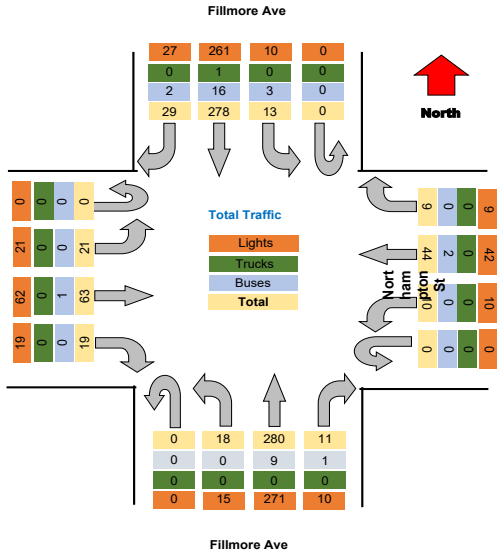 Fillmore Ave
27 261 10 0
0 1 0 0
2 16 3 0
29 278 13 0
North
0 0 0 0
21 0 0 21
62 0 1 63
19 0 0 19
Total Traffic
Lights
Trucks
Buses
Total
9 0 0 9
44 2 0 42
10 0 0 10
0 0 0 0
Nort
ham
pton
St
0 18 280 11
0 0 9 1
0 0 0 0
0 15 271 10
Fillmore Ave